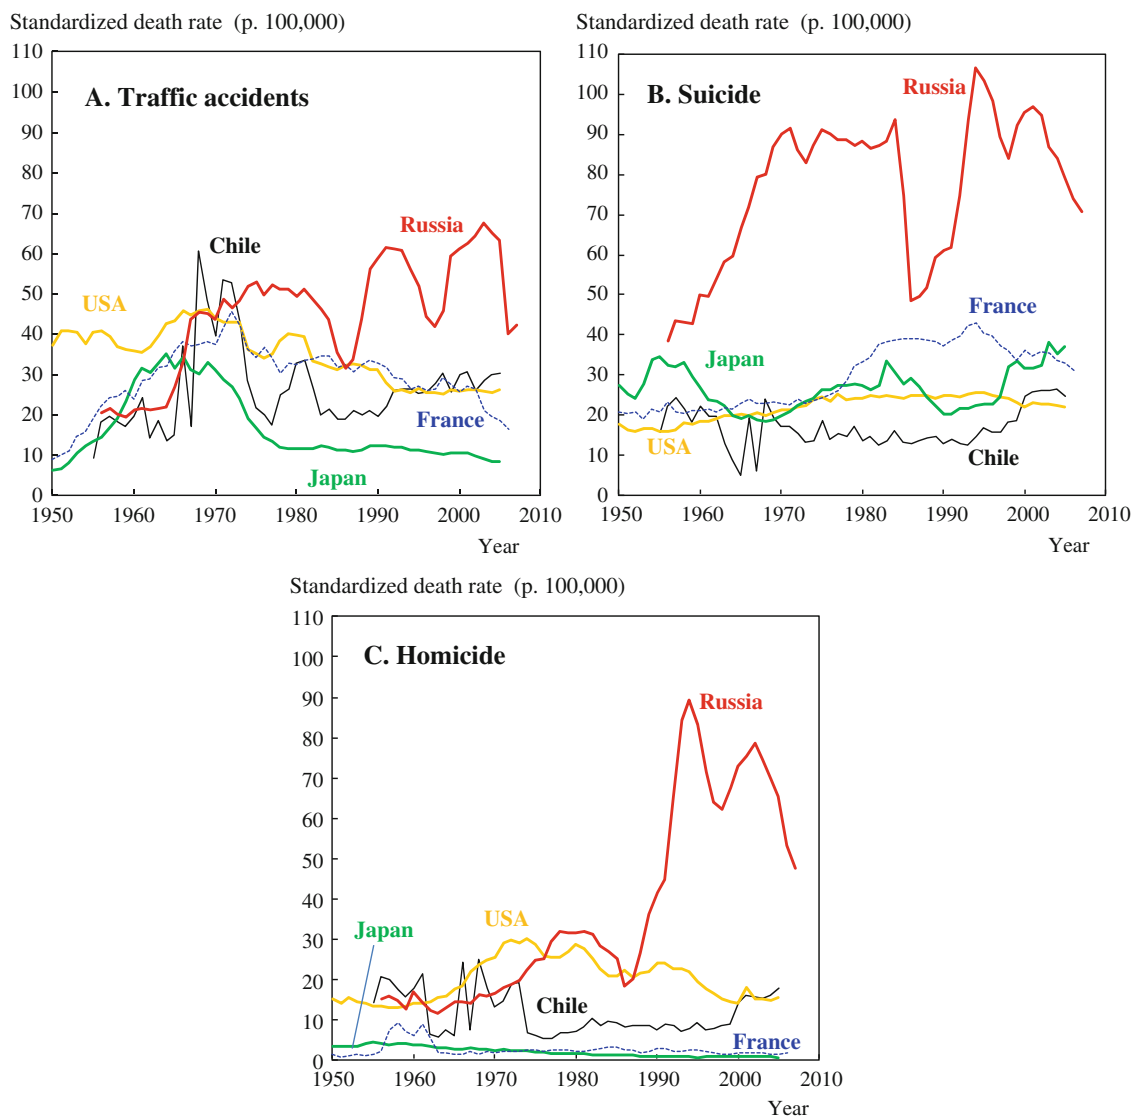 Standardized death rate (p. 100,000)
110
100
90
80
70
60
50
40
30
20
10
0
A. Traffic accidents
Russia
Chile
USA
France
Japan
1950 1960 1970 1980 1990 2000 2010
Year
Standardized death rate (p. 100,000)
110
100
90
80
70
60
50
40
30
20
10
0
B. Suicide
Russia
France
Japan
USA
Chile
1950 1960 1970 1980 1990 2000 2010
Year
Standardized death rate (p. 100,000)
110
100
90
80
70
60
50
40
30
20
10
0
C. Homicide
Russia
USA
Japan
Chile
France
1950 1960 1970 1980 1990 2000 2010
Year